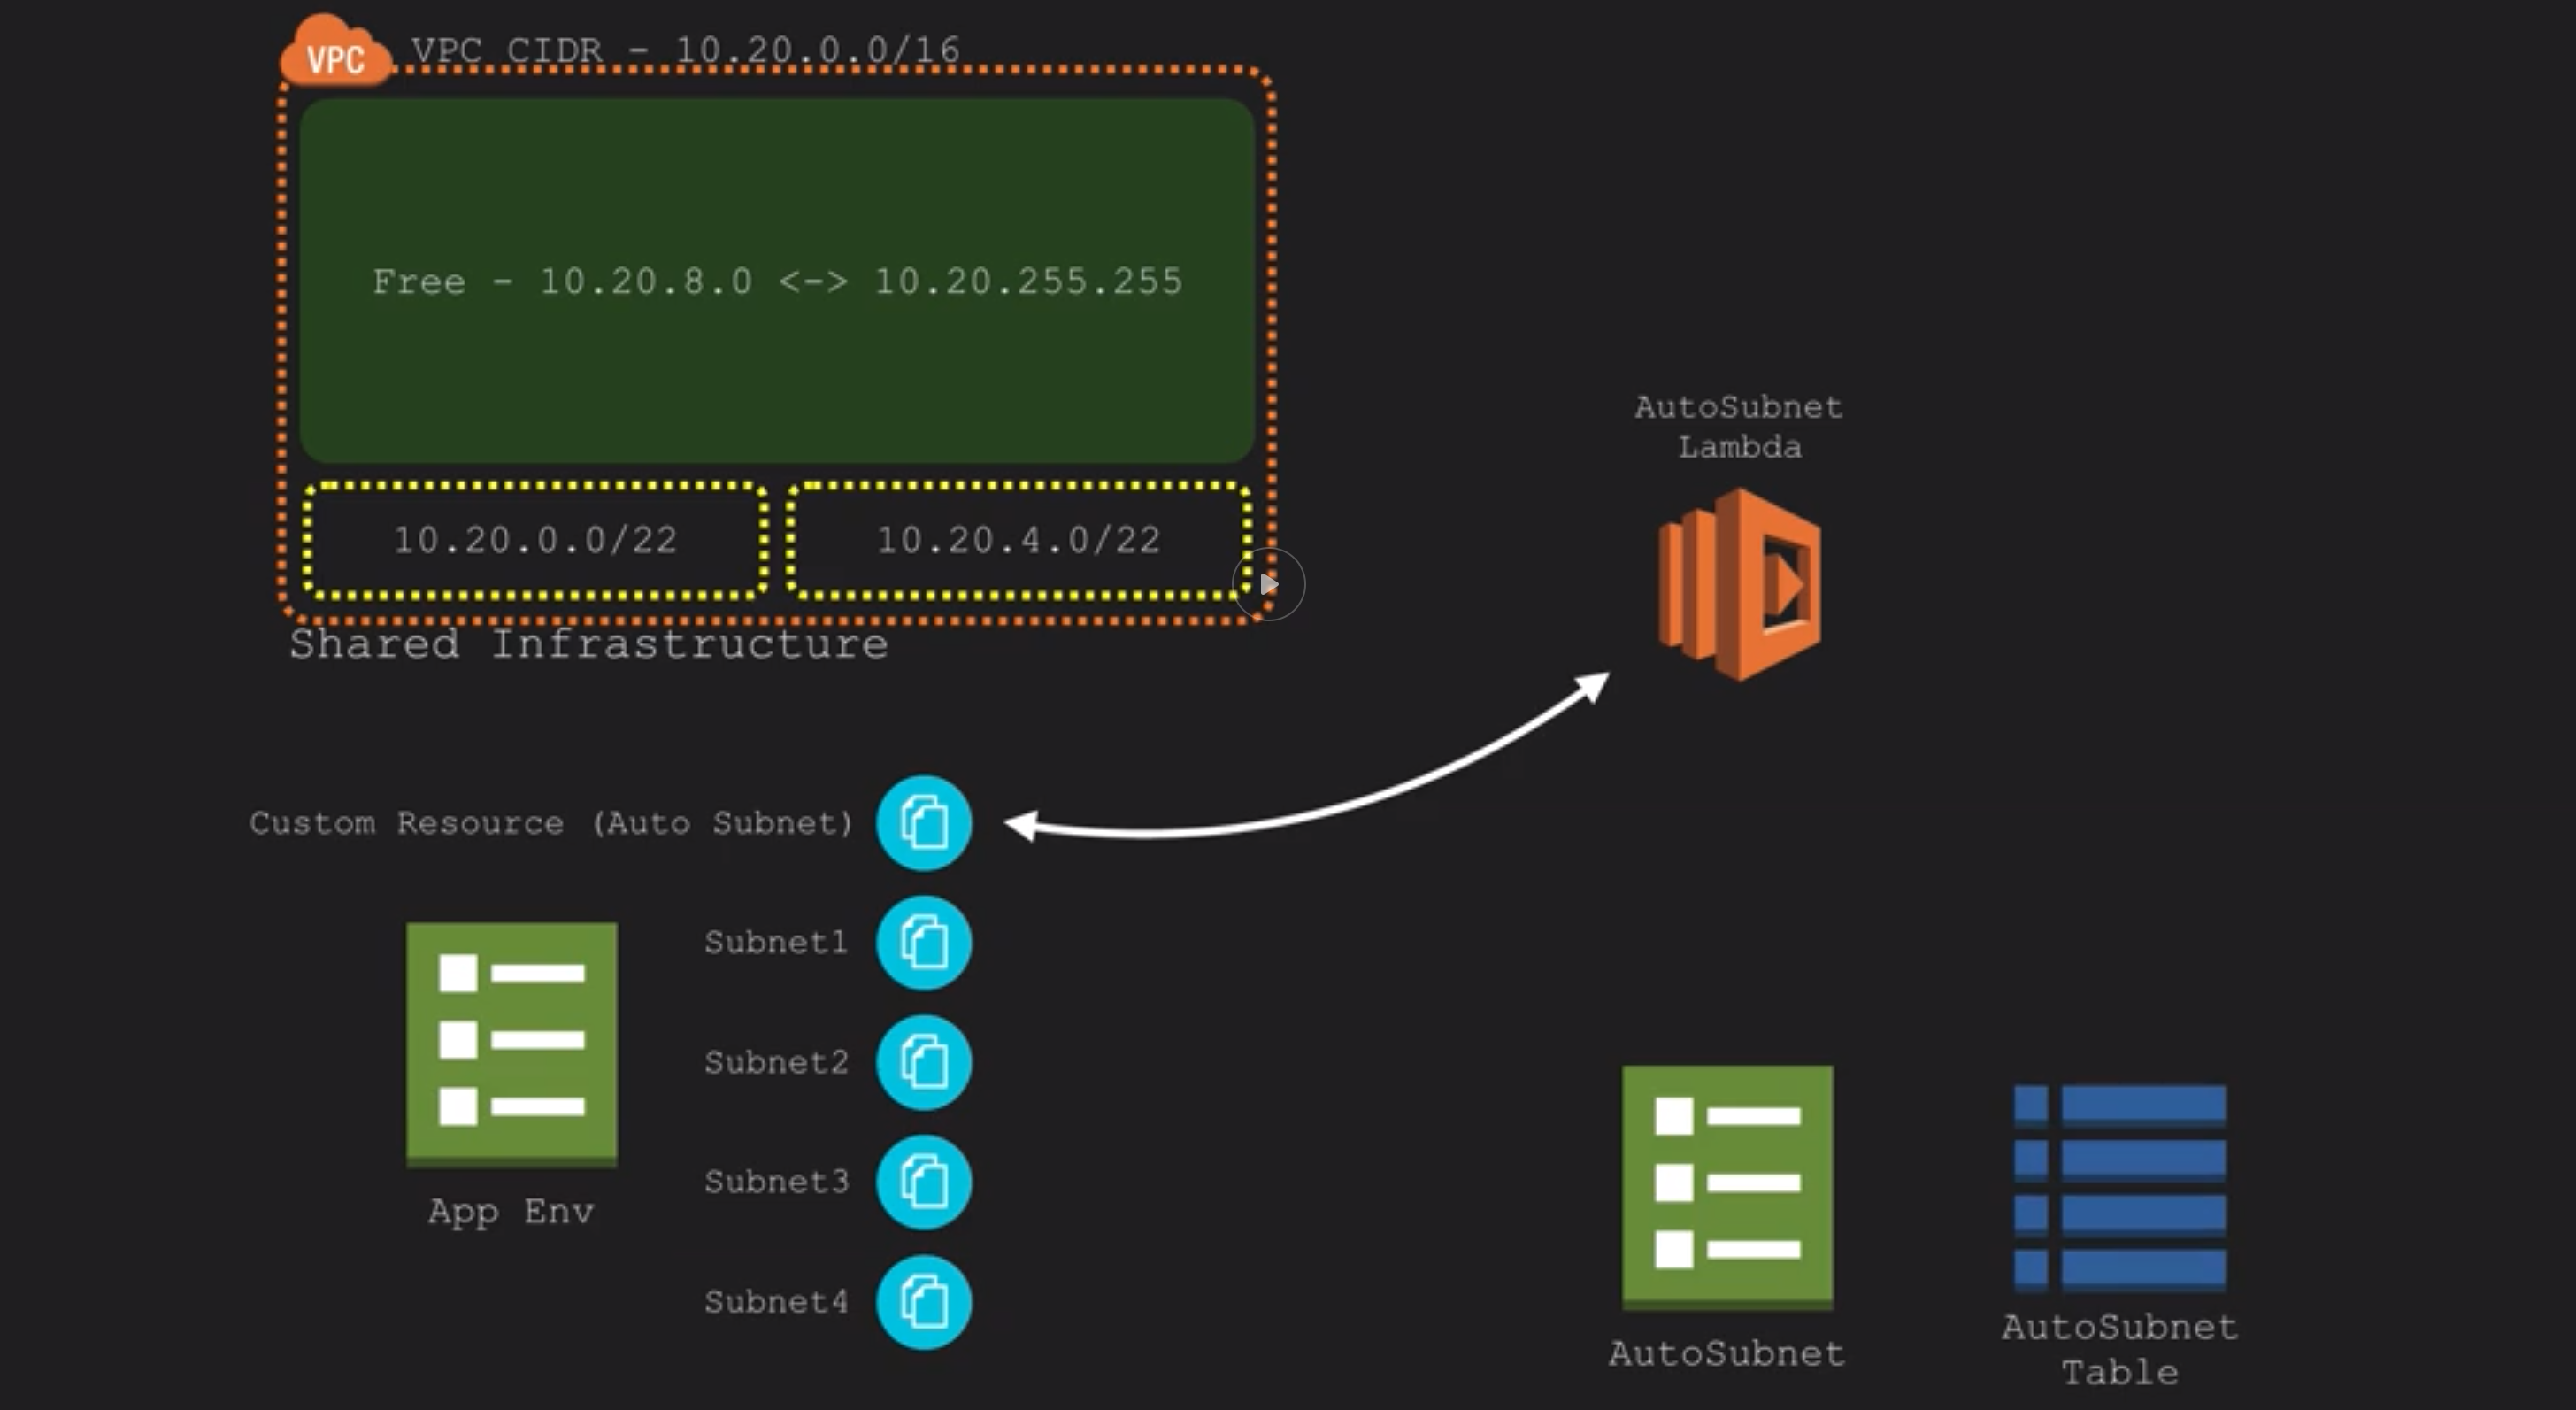 VPC
VPC CIDR - 10.20.0.0/16
Free - 10.20.8.0 <-> 10.20.255.255
10.20.0.0/22
10.20.4.0/22
Shared Infrastructure
AutoSubnet
Lambda
Custom Resource (Auto Subnet)
Subnet1
Subnet2
Subnet3
Subnet4
App Env
AutoSubnet
AutoSubnet
Table